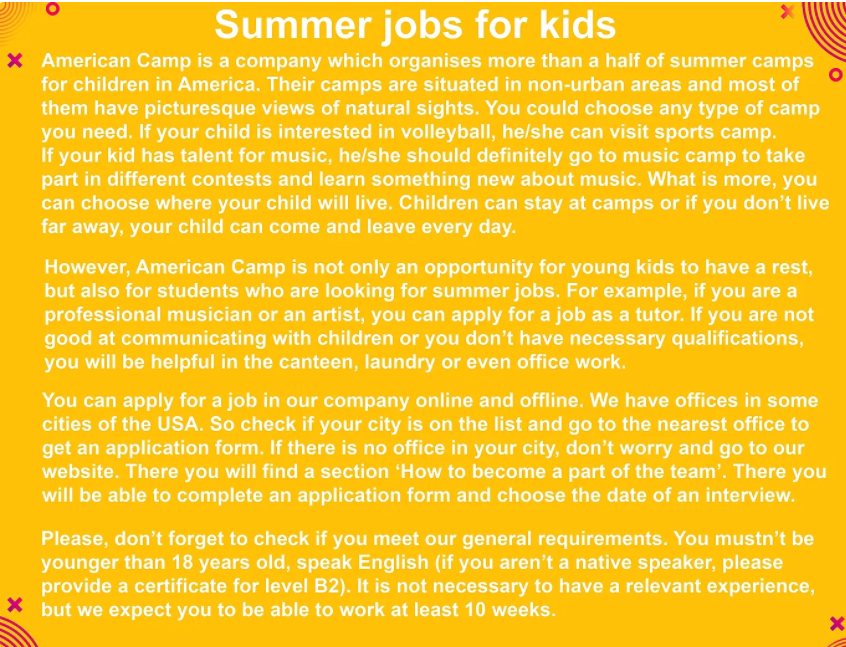 Summer jobs for kids
American Camp is a company which organises more than a half of summer camps
for children in America. Their camps are situated in non-urban areas and most of
them have picturesque views of natural sights. You could choose any type of camp
you need. If your child is interested in volleyball, he/she can visit sports camp.
If your kid has talent for music, he/she should definitely go to music camp to take
part in different contests and learn something new about music. What is more, you
can choose where your child will live. Children can stay at camps or if you don't live
far away, your child can come and leave every day.
However, American Camp is not only an opportunity for young kids to have a rest,
but also for students who are looking for summer jobs. For example, if you are a
professional musician or an artist, you can apply for a job as a tutor. If you are not
good at communicating with children or you don't have necessary qualifications,
you will be helpful in the canteen, laundry or even office work.
You can apply for a job in our company online and offline. We have offices in some
cities of the USA. So check if your city is on the list and go to the nearest office to
get an application form. If there is no office in your city, don't worry and go to our
website. There you will find a section ‘How to become a part of the team’. There you
will be able to complete an application form and choose the date of an interview.
Please, don't forget to check if you meet our general requirements. You mustn't be
younger than 18 years old, speak English (if you aren't a native speaker, please
provide a certificate for level B2). It is not necessary to have a relevant experience,
but we expect you to be able to work at least 10 weeks.